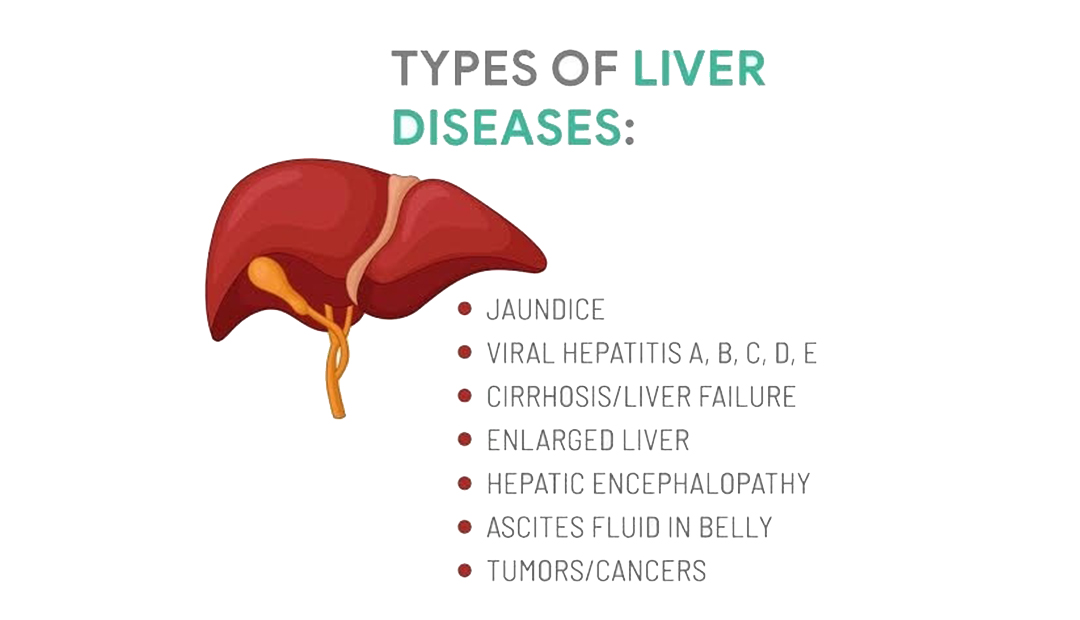 TYPES OF LIVER
DISEASES:
JAUNDICE
VIRAL HEPATITIS A, B, C, D, E
CIRRHOSIS/LIVER FAILURE
ENLARGED LIVER
HEPATIC ENCEPHALOPATHY
ASCITES FLUID IN BELLY
TUMORS/CANCERS